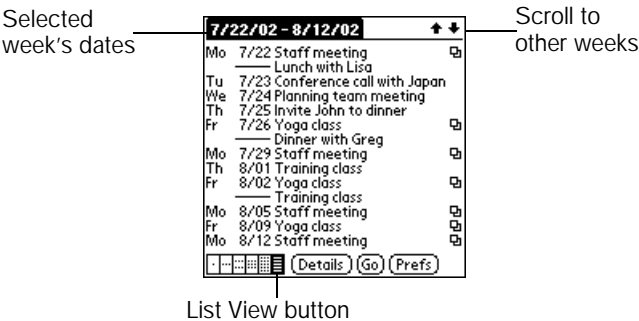 Selected
week's dates
7/22/02 - 8/12/02
Scroll to
other weeks
Mo 7/22 Staff meeting
Lunch with Lisa
Tu 7/23 Conference call with Japan
We 7/24 Planning team meeting
Th 7/25 Invite John to dinner
Fr 7/26 Yoga class
Dinner with Greg
Mo 7/29 Staff meeting
Th 8/01 Training class
Fr 8/02 Yoga class
Training class
Mo 8/05 Staff meeting
Fr 8/09 Yoga class
Mo 8/12 Staff meeting
Details Go Prefs
List View button